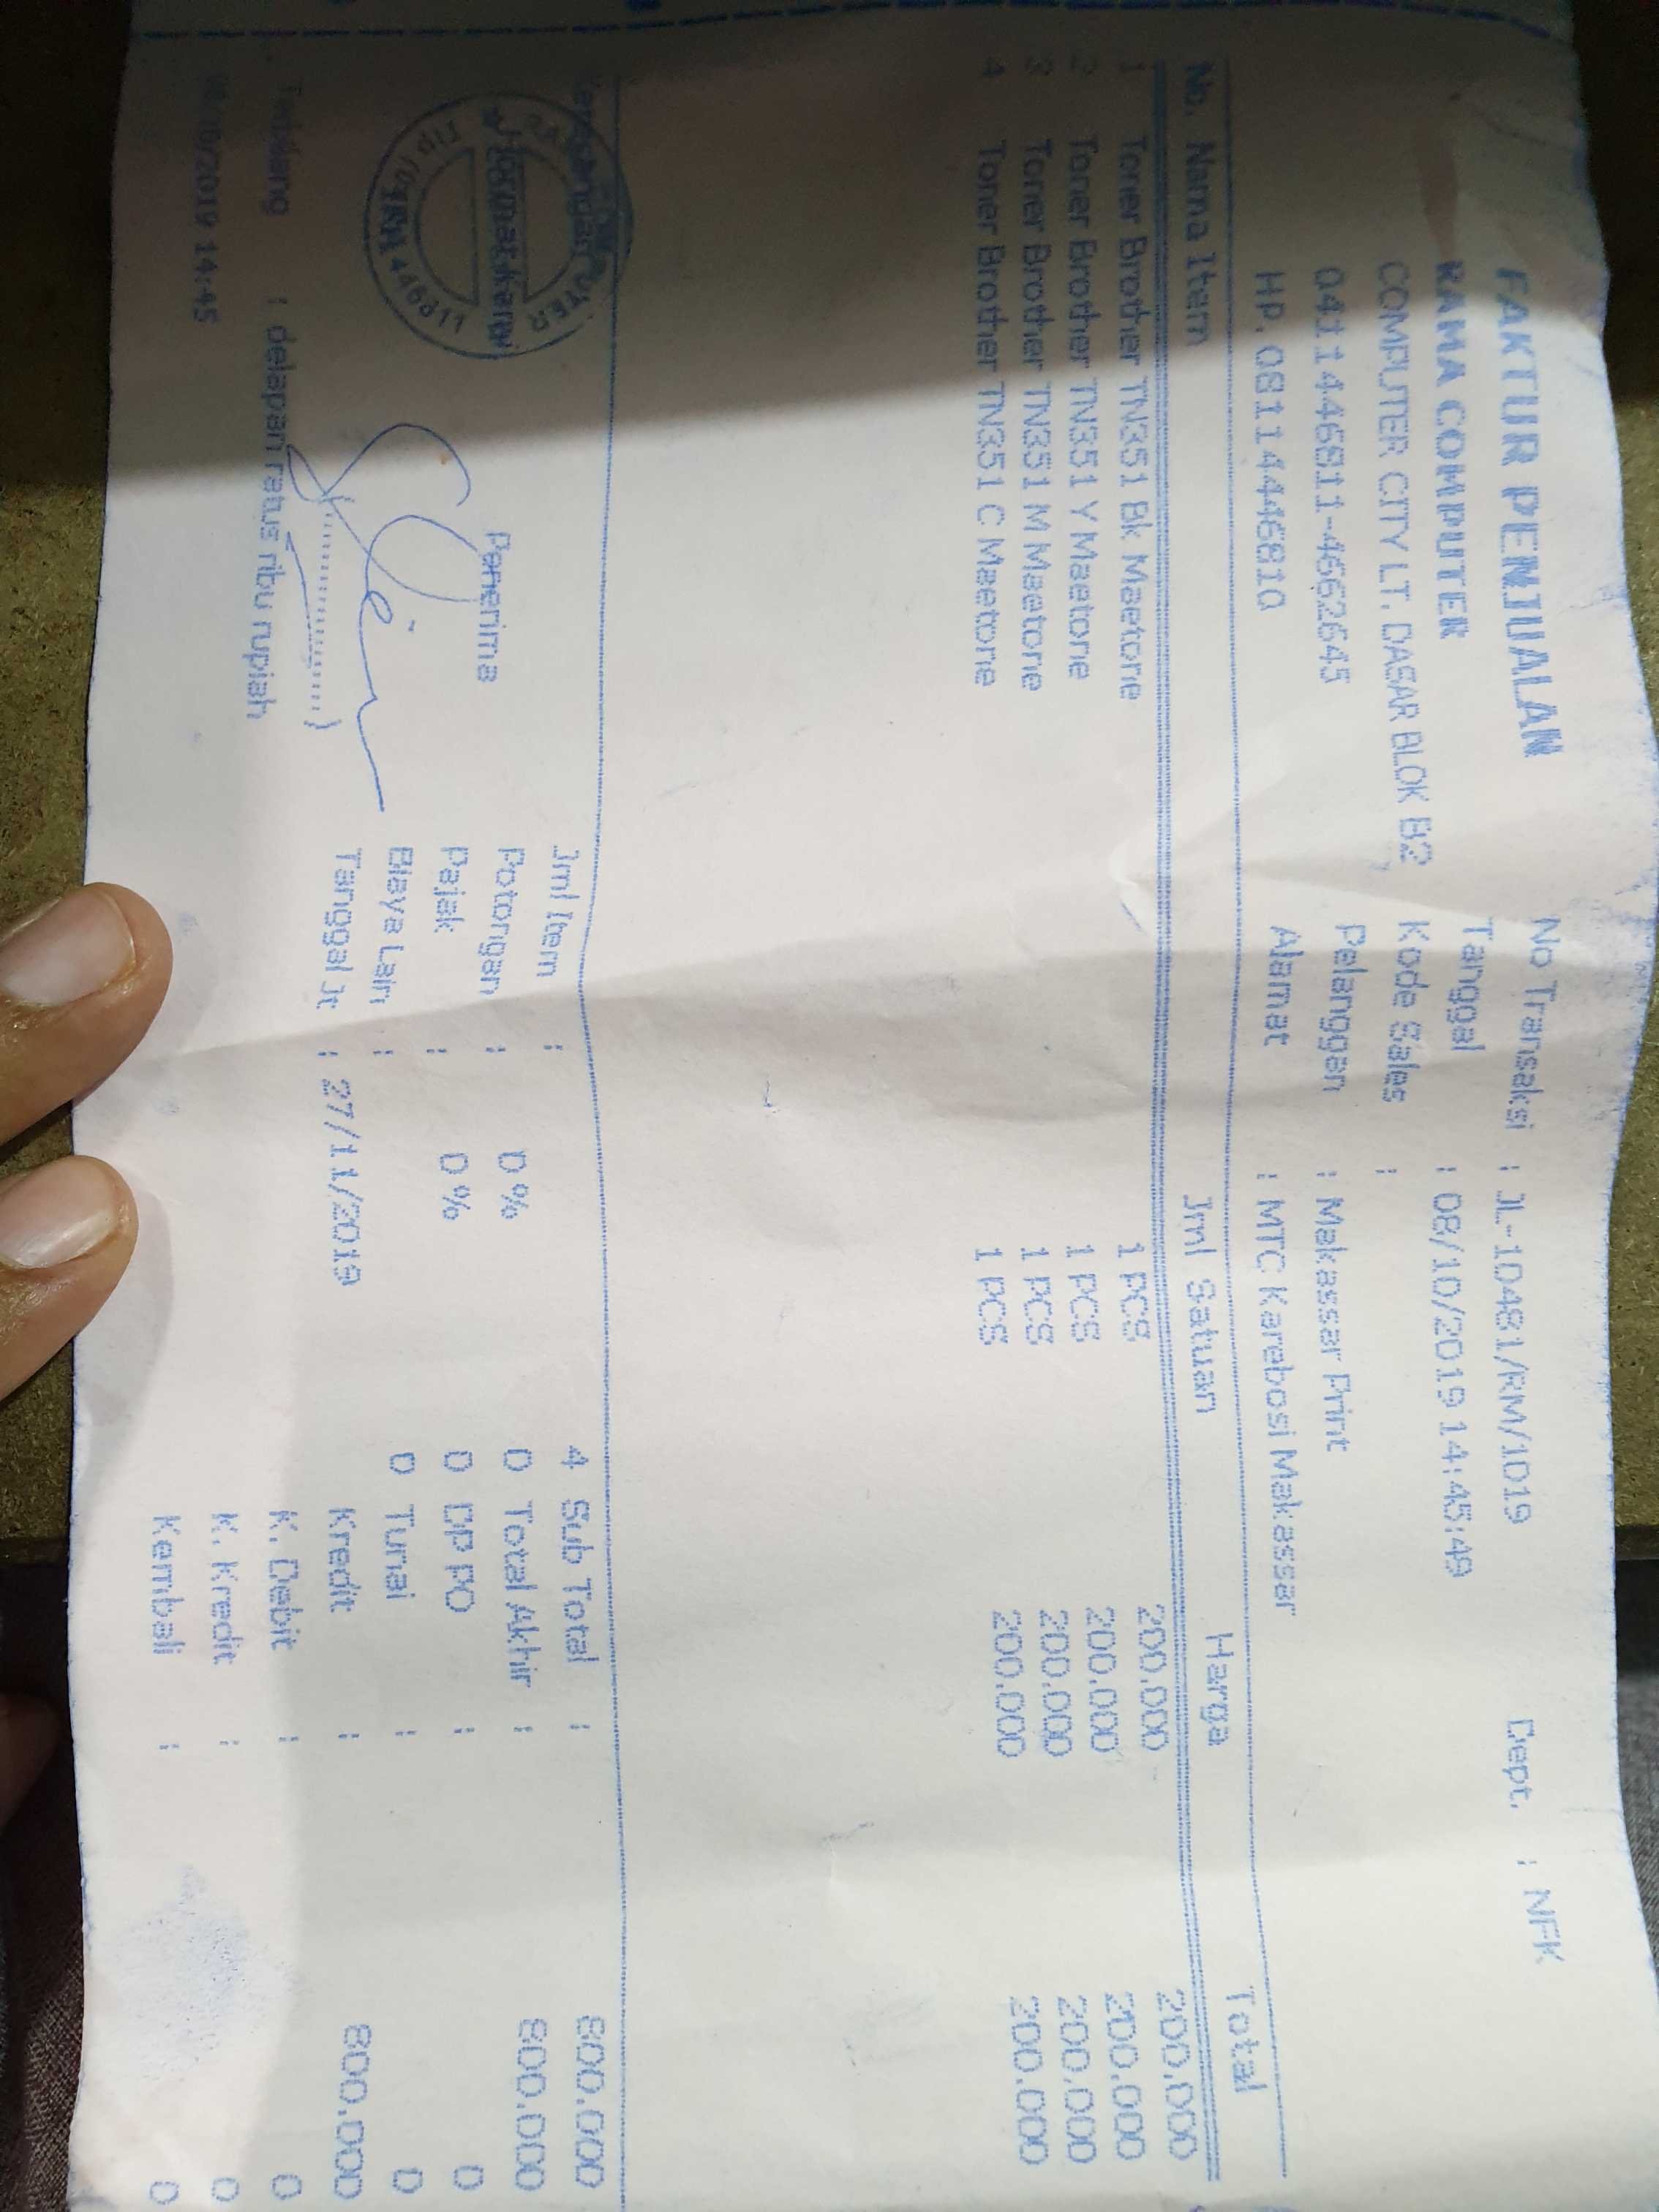 FAKTUR PENJUALAN
RAMA COMPUTER
COMPUTER CITY LT. DASAR BLOK B2
04114446811-4662645
HP. 08114446810
No Transaksi : JL-10481/RM/1019 Dept. : NFK
Tanggal : 08/10/2019 14:45:49
Kode Sales :
Pelanggan : Makassar Print
Alamat : MTC Karebosi Makassar
No. Nama Item Jml Satuan Harga Total
1 Toner Brother TN351 Bk Maetone 1 PCS 200.000 200.000
2 Toner Brother TN351 Y Maetone 1 PCS 200.000 200.000
3 Toner Brother TN351 M Maetone 1 PCS 200.000 200.000
4 Toner Brother TN351 C Maetone 1 PCS 200.000 200.000
Keterangan
Hormat Kami
Penerima
(............)
Jml Item : 4
Potongan : 0 % 0
Pajak : 0 % 0
Biaya Lain : 0
Tanggal Jt : 27/11/2019
Sub Total : 800.000
Total Akhir : 800.000
DP PO : 0
Tunai : 0
Kredit : 800.000
K. Debit : 0
K. Kredit : 0
Kembali : 0
Terbilang : delapan ratus ribu rupiah
08/10/2019 14:45